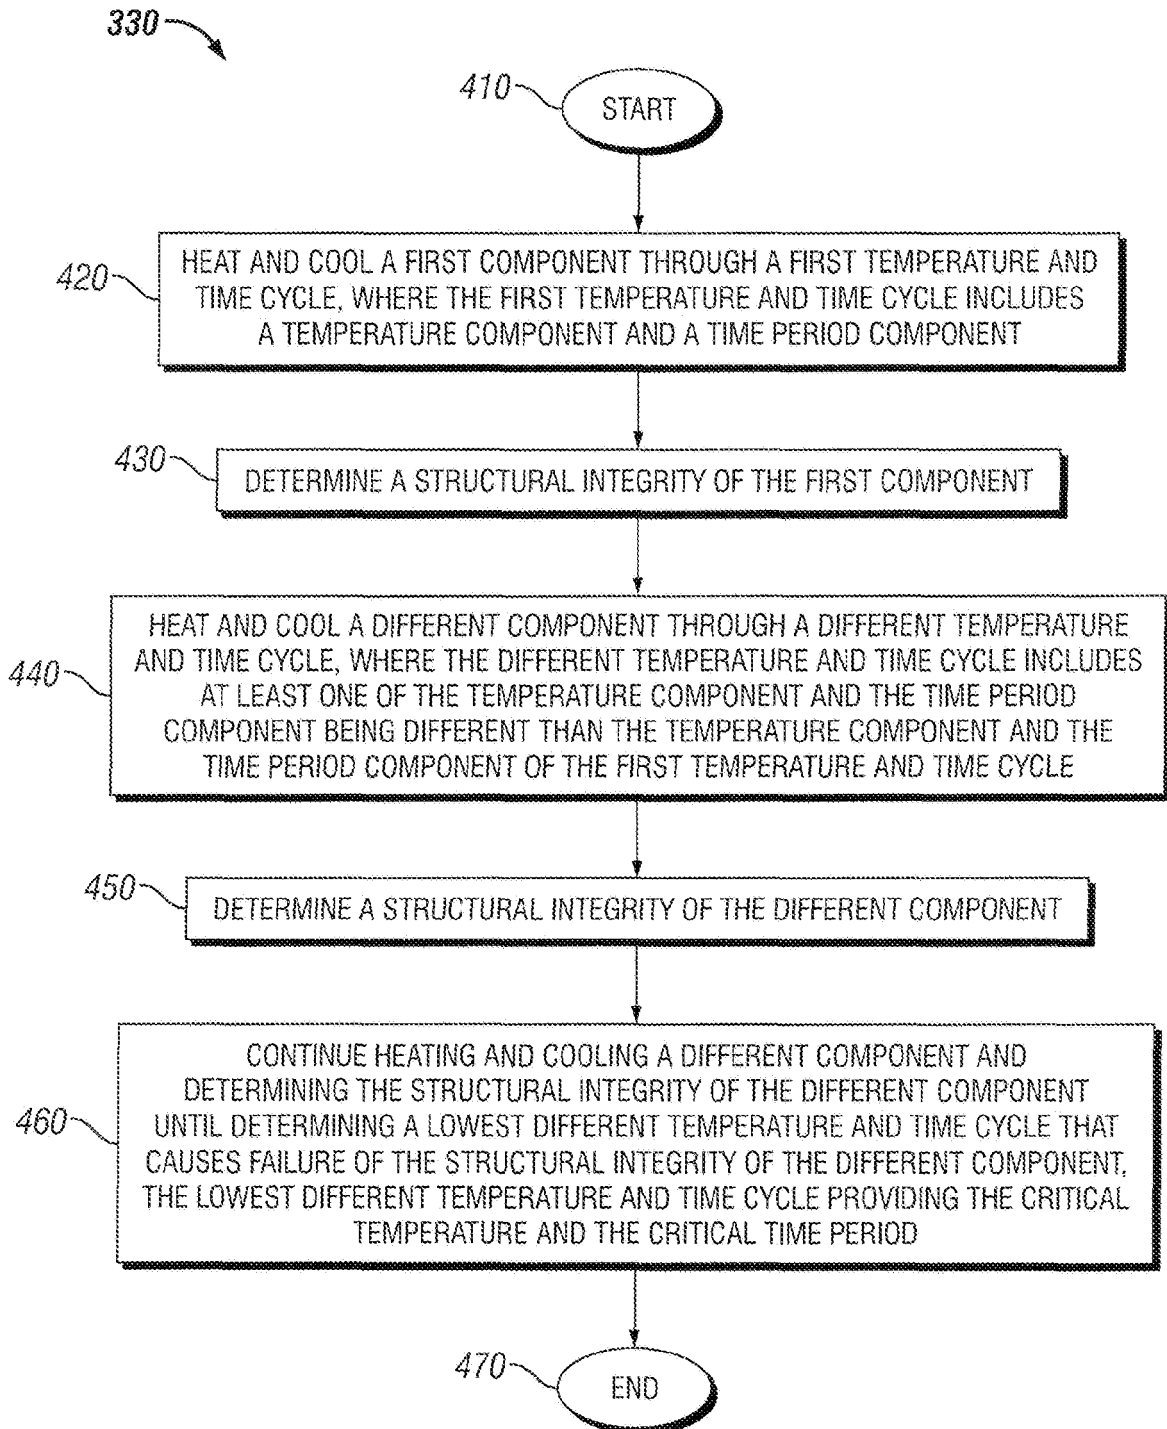 330
410
START
420
HEAT AND COOL A FIRST COMPONENT THROUGH A FIRST TEMPERATURE AND
TIME CYCLE, WHERE THE FIRST TEMPERATURE AND TIME CYCLE INCLUDES
A TEMPERATURE COMPONENT AND A TIME PERIOD COMPONENT
430
DETERMINE A STRUCTURAL INTEGRITY OF THE FIRST COMPONENT
440
HEAT AND COOL A DIFFERENT COMPONENT THROUGH A DIFFERENT TEMPERATURE
AND TIME CYCLE, WHERE THE DIFFERENT TEMPERATURE AND TIME CYCLE INCLUDES
AT LEAST ONE OF THE TEMPERATURE COMPONENT AND THE TIME PERIOD
COMPONENT BEING DIFFERENT THAN THE TEMPERATURE COMPONENT AND THE
TIME PERIOD COMPONENT OF THE FIRST TEMPERATURE AND TIME CYCLE
450
DETERMINE A STRUCTURAL INTEGRITY OF THE DIFFERENT COMPONENT
460
CONTINUE HEATING AND COOLING A DIFFERENT COMPONENT AND
DETERMINING THE STRUCTURAL INTEGRITY OF THE DIFFERENT COMPONENT
UNTIL DETERMINING A LOWEST DIFFERENT TEMPERATURE AND TIME CYCLE THAT
CAUSES FAILURE OF THE STRUCTURAL INTEGRITY OF THE DIFFERENT COMPONENT,
THE LOWEST DIFFERENT TEMPERATURE AND TIME CYCLE PROVIDING THE CRITICAL
TEMPERATURE AND THE CRITICAL TIME PERIOD
470
END